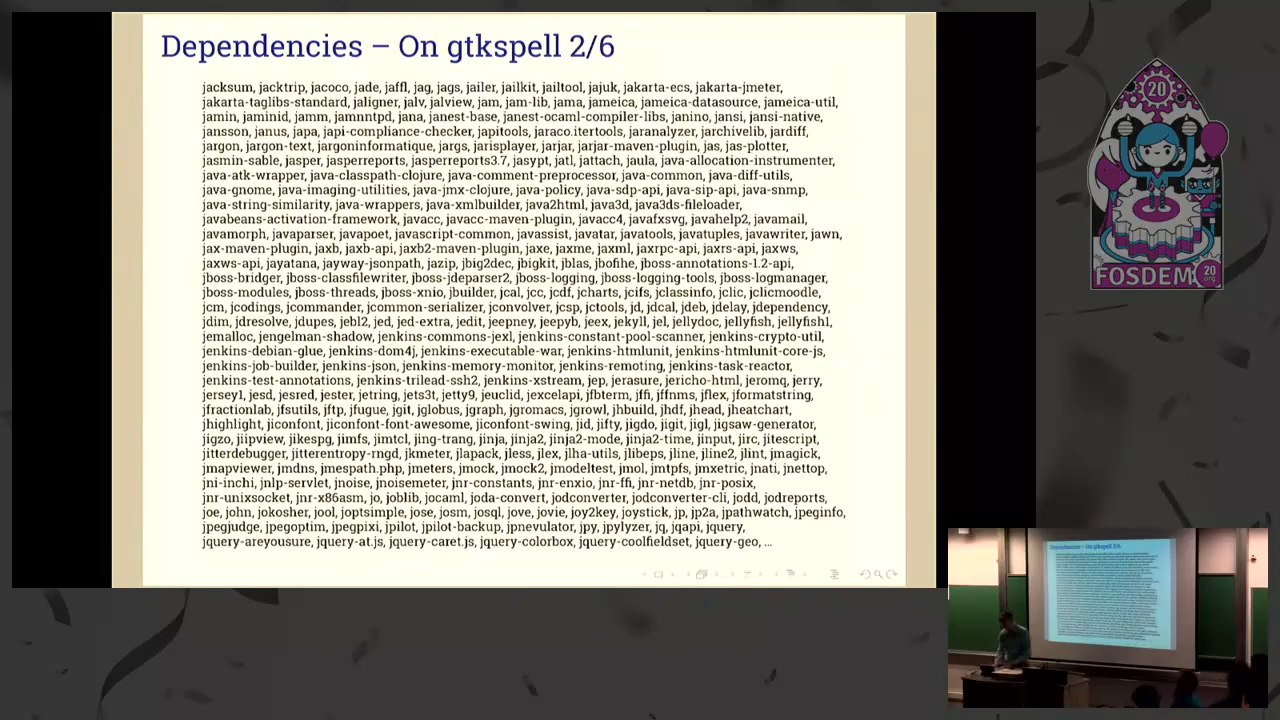 Dependencies – On gtkspell 2/6
jacksum, jacktrip, jacoco, jade, jaffl, jag, jags, jailer, jailkit, jailtool, jajuk, jakarta-ecs, jakarta-jmeter,
jakarta-taglibs-standard, jaligner, jalv, jalview, jam, jam-lib, jama, jameica, jameica-datasource, jameica-util,
jamin, jaminid, jamm, jamnntpd, jana, janest-base, janest-ocaml-compiler-libs, janino, jansi, jansi-native,
jansson, janus, japa, japi-compliance-checker, japitools, jaraco.itertools, jaranalyzer, jarchivelib, jardiff,
jargon, jargon-text, jargoninformatique, jargs, jarisplayer, jarjar, jarjar-maven-plugin, jas, jas-plotter,
jasmin-sable, jasper, jasperreports, jasperreports3.7, jasypt, jatl, jattach, jaula, java-allocation-instrumenter,
java-atk-wrapper, java-classpath-clojure, java-comment-preprocessor, java-common, java-diff-utils,
java-gnome, java-imaging-utilities, java-jmx-clojure, java-policy, java-sdp-api, java-sip-api, java-snmp,
java-string-similarity, java-wrappers, java-xmlbuilder, java2html, java3d, java3ds-fileloader,
javabeans-activation-framework, javacc, javacc-maven-plugin, javacc4, javafxsvg, javahelp2, javamail,
javamorph, javaparser, javapoet, javascript-common, javassist, javatar, javatools, javatuples, javawriter, jawn,
jax-maven-plugin, jaxb, jaxb-api, jaxb2-maven-plugin, jaxe, jaxme, jaxml, jaxrpc-api, jaxrs-api, jaxws,
jaxws-api, jayatana, jayway-jsonpath, jazip, jbig2dec, jbigkit, jblas, jbofihe, jboss-annotations-1.2-api,
jboss-bridger, jboss-classfilewriter, jboss-jdeparser2, jboss-logging, jboss-logging-tools, jboss-logmanager,
jboss-modules, jboss-threads, jboss-xnio, jbuilder, jcal, jcc, jcdf, jcharts, jcifs, jclassinfo, jclic, jclicmoodle,
jcm, jcodings, jcommander, jcommon-serializer, jconvolver, jcsp, jctools, jd, jdcal, jdeb, jdelay, jdependency,
jdim, jdresolve, jdupes, jebl2, jed, jed-extra, jedit, jeepney, jeepyb, jeex, jekyll, jel, jellydoc, jellyfish, jellyfish1,
jemalloc, jengelman-shadow, jenkins-commons-jexl, jenkins-constant-pool-scanner, jenkins-crypto-util,
jenkins-debian-glue, jenkins-dom4j, jenkins-executable-war, jenkins-htmlunit, jenkins-htmlunit-core-js,
jenkins-job-builder, jenkins-json, jenkins-memory-monitor, jenkins-remoting, jenkins-task-reactor,
jenkins-test-annotations, jenkins-trilead-ssh2, jenkins-xstream, jep, jerasure, jericho-html, jeromq, jerry,
jersey1, jesd, jesred, jester, jetring, jets3t, jetty9, jeuclid, jexcelapi, jfbterm, jffi, jffnms, jflex, jformatstring,
jfractionlab, jfsutils, jftp, jfugue, jgit, jglobus, jgraph, jgromacs, jgrowl, jhbuild, jhdf, jhead, jheatchart,
jhighlight, jiconfont, jiconfont-font-awesome, jiconfont-swing, jid, jifty, jigdo, jigit, jigl, jigsaw-generator,
jigzo, jiipview, jikespg, jimfs, jimtcl, jing-trang, jinja, jinja2, jinja2-mode, jinja2-time, jinput, jirc, jitescript,
jitterdebugger, jitterentropy-rngd, jkmeter, jlapack, jless, jlex, jlha-utils, jlibeps, jline, jline2, jlint, jmagick,
jmapviewer, jmdns, jmespath.php, jmeters, jmock, jmock2, jmodeltest, jmol, jmtpfs, jmxetric, jnati, jnettop,
jni-inchi, jnlp-servlet, jnoise, jnoisemeter, jnr-constants, jnr-enxio, jnr-ffi, jnr-netdb, jnr-posix,
jnr-unixsocket, jnr-x86asm, jo, joblib, jocaml, joda-convert, jodconverter, jodconverter-cli, jodd, jodreports,
joe, john, jokosher, jool, joptsimple, jose, josm, josql, jove, jovie, joy2key, joystick, jp, jp2a, jpathwatch, jpeginfo,
jpegjudge, jpegoptim, jpegpixi, jpilot, jpilot-backup, jpnevulator, jpy, jpylyzer, jq, jqapi, jquery,
jquery-areyousure, jquery-at.js, jquery-caret.js, jquery-colorbox, jquery-coolfieldset, jquery-geo, ...
20
FOSDEM
20
.org
Dependencies – On gtkspell 2/6